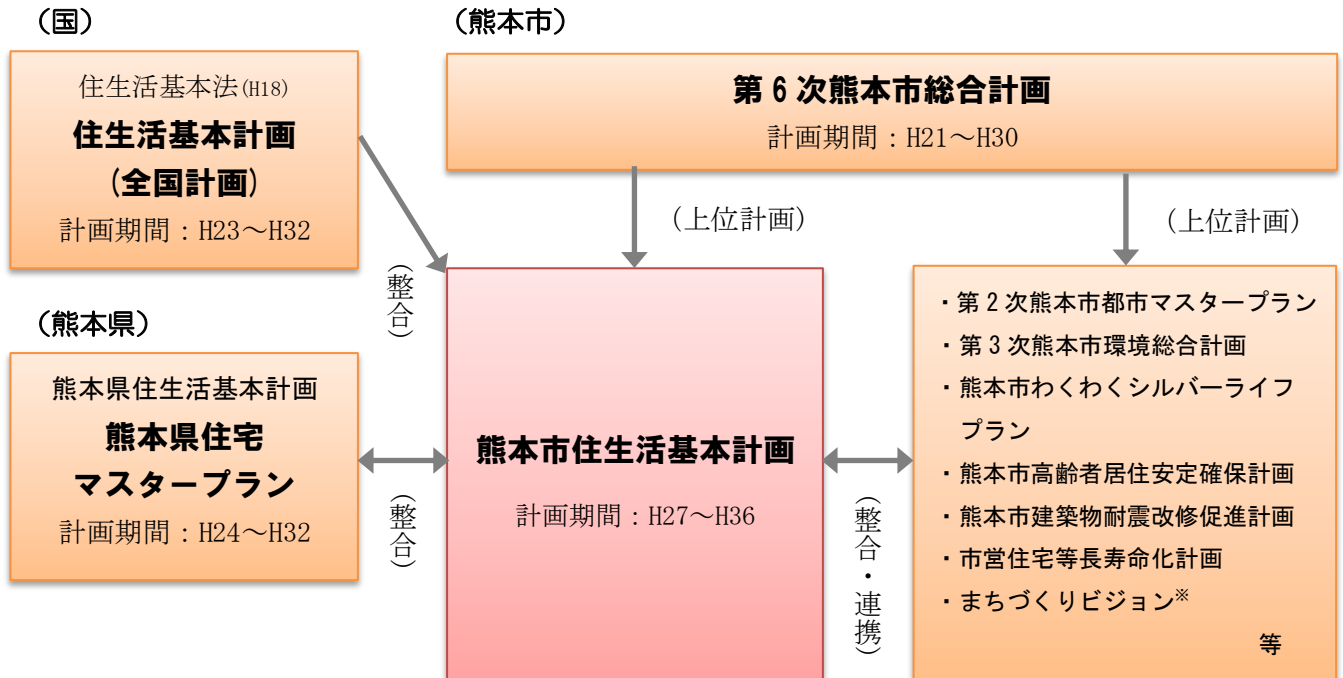 （国）
住生活基本法(H18)
住生活基本計画
(全国計画)
計画期間：H23～H32
（熊本県）
熊本県住生活基本計画
熊本県住宅
マスタープラン
計画期間：H24～H32
（熊本市）
第6次熊本市総合計画
計画期間：H21～H30
（上位計画）
（上位計画）
（整合）
（整合）
熊本市住生活基本計画
計画期間：H27～H36
（整合・連携）
・第2次熊本市都市マスタープラン
・第3次熊本市環境総合計画
・熊本市わくわくシルバーライフ
プラン
・熊本市高齢者居住安定確保計画
・熊本市建築物耐震改修促進計画
・市営住宅等長寿命化計画
・まちづくりビジョン※
等